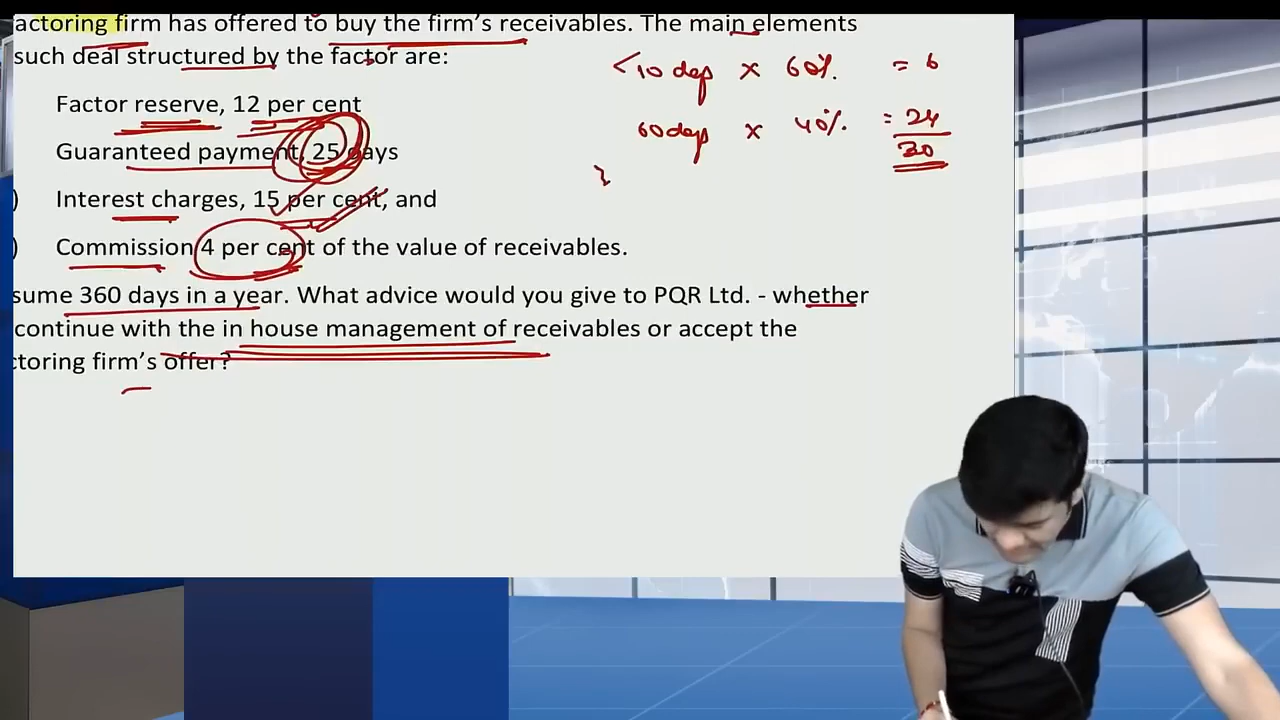 actoring firm has offered to buy the firm's receivables. The main elements
such deal structured by the factor are:
Factor reserve, 12 per cent
Guaranteed payment, 25 days
) Interest charges, 15 per cent, and
) Commission 4 per cent of the value of receivables.
sume 360 days in a year. What advice would you give to PQR Ltd. - whether
continue with the in house management of receivables or accept the
ctoring firm's offer?
<10 days × 60% = 6
60 days × 40% = 24
30